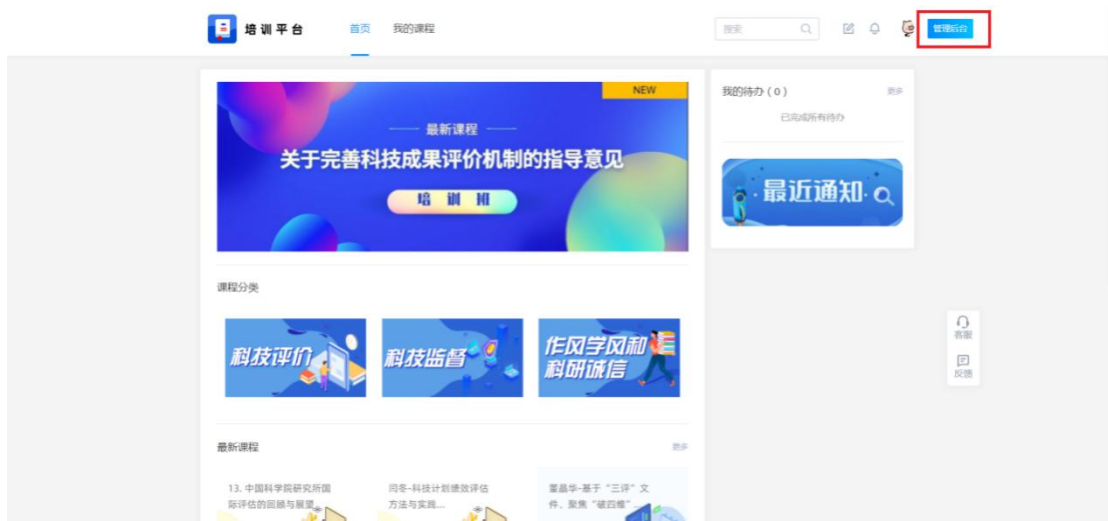 培训平台
首页
我的课程
搜索
管理后台
NEW
最新课程
关于完善科技成果评价机制的指导意见
培 训 班
我的待办（0）
更多
已完成所有待办
最近通知
课程分类
科技评价
科技监督
作风学风和
科研诚信
客服
反馈
最新课程
更多
13. 中国科学院研究所国
际评估的回顾与展望
闫冬-科技计划绩效评估
方法与实践...
董晶华-基于“三评”文
件、聚焦“破四唯”...